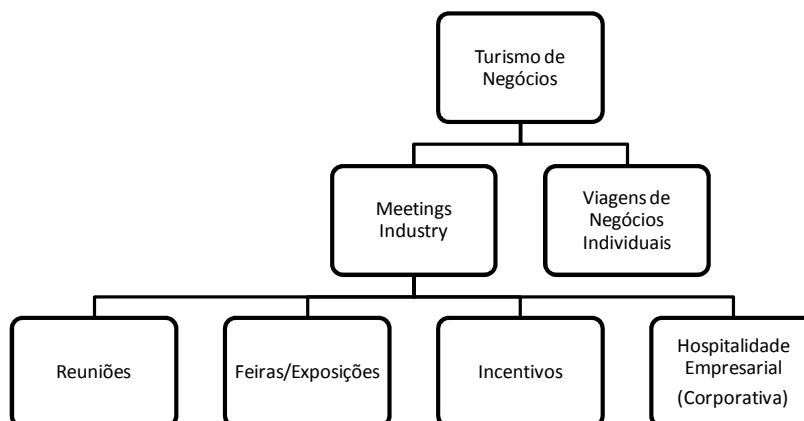 Turismo de
Negócios
Meetings
Industry
Viagens de
Negócios
Individuais
Reuniões
Feiras/Exposições
Incentivos
Hospitalidade
Empresarial
(Corporativa)